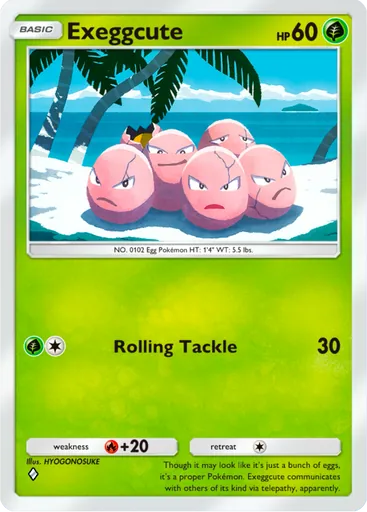 BASIC Exeggcute HP 60
NO. 0102 Egg Pokémon HT: 1'4" WT: 5.5 lbs.
Rolling Tackle 30
weakness +20 retreat
Illus. HYOGONOSUKE
Though it may look like it's just a bunch of eggs,
it's a proper Pokémon. Exeggcute communicates
with others of its kind via telepathy, apparently.